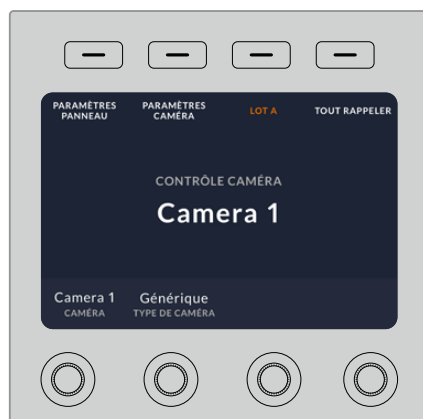 PARAMÈTRES PANNEAU
PARAMÈTRES CAMÉRA
LOT A
TOUT RAPPELER
CONTRÔLE CAMÉRA
Camera 1
Camera 1
CAMÉRA
Générique
TYPE DE CAMÉRA